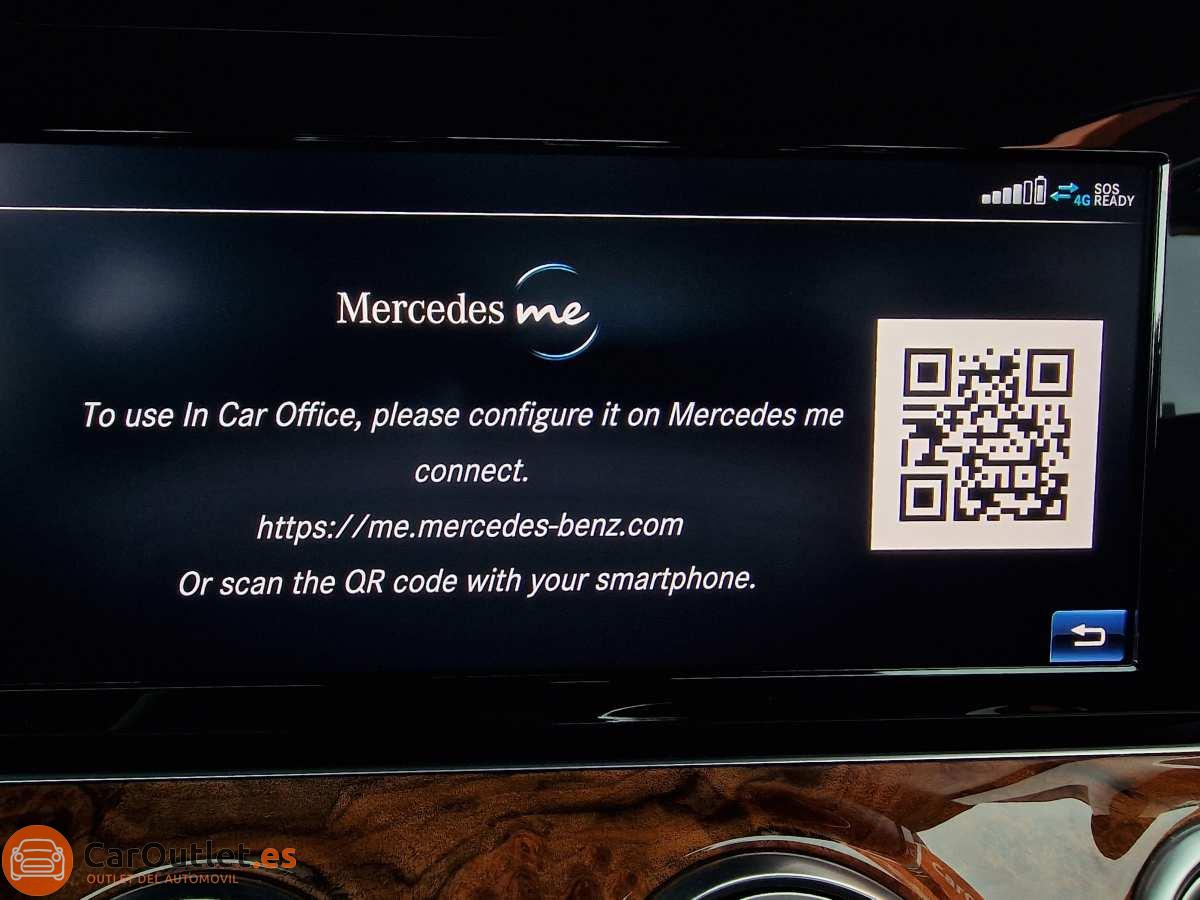 4G
SOS
READY
Mercedes me
To use In Car Office, please configure it on Mercedes me
connect.
https://me.mercedes-benz.com
Or scan the QR code with your smartphone.
CarOutlet.es
OUTLET DEL AUTOMOVIL